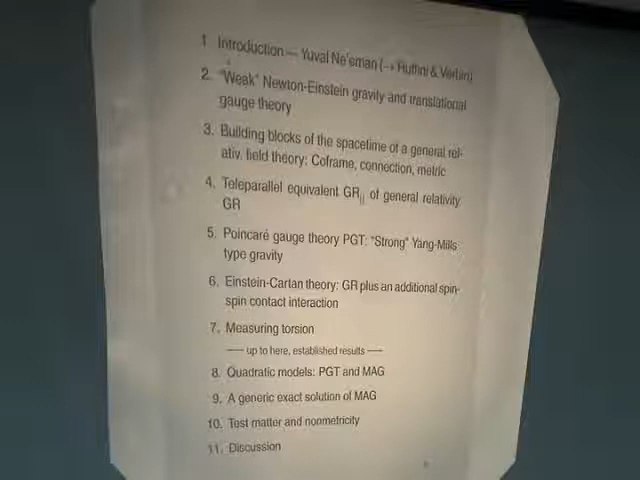 1 Introduction — Yuval Ne'eman (→ Huffini & Verbin)
2. "Weak" Newton-Einstein gravity and translational
gauge theory
3. Building blocks of the spacetime of a general rel-
ativ. field theory: Coframe, connection, metric
4. Teleparallel equivalent GR|| of general relativity
GR
5. Poincaré gauge theory PGT: "Strong" Yang-Mills
type gravity
6. Einstein-Cartan theory: GR plus an additional spin-
spin contact interaction
7. Measuring torsion
— up to here, established results —
8. Quadratic models: PGT and MAG
9. A generic exact solution of MAG
10. Test matter and nonmetricity
11. Discussion